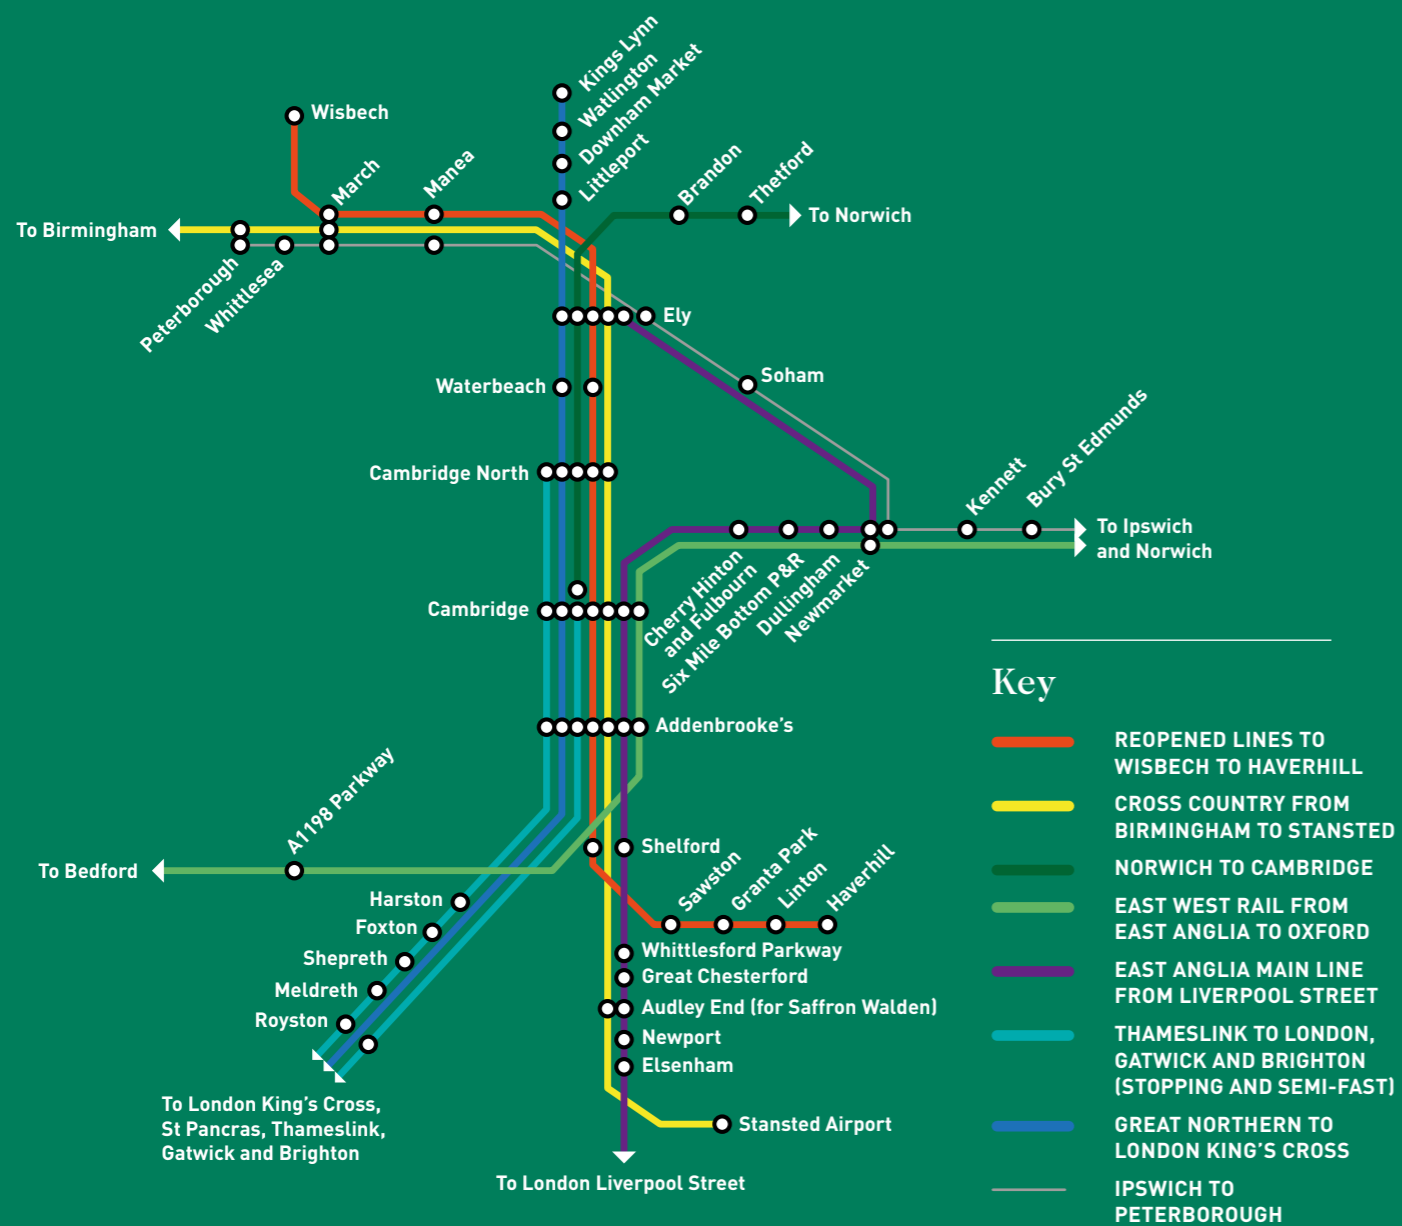 Kings Lynn
Watlington
Downham Market
Littleport
Wisbech
March
Manea
Brandon
Thetford
To Norwich
To Birmingham
Peterborough
Whittlesea
Ely
Soham
Waterbeach
Cambridge North
Kennett
Bury St Edmunds
To Ipswich
and Norwich
Cherry Hinton
and Fulbourn
Six Mile Bottom P&R
Dullingham
Newmarket
Cambridge
Addenbrooke's
A1198 Parkway
To Bedford
Shelford
Sawston
Granta Park
Linton
Haverhill
Harston
Foxton
Shepreth
Meldreth
Royston
Whittlesford Parkway
Great Chesterford
Audley End (for Saffron Walden)
Newport
Elsenham
Stansted Airport
To London King's Cross,
St Pancras, Thameslink,
Gatwick and Brighton
To London Liverpool Street
Key
REOPENED LINES TO
WISBECH TO HAVERHILL
CROSS COUNTRY FROM
BIRMINGHAM TO STANSTED
NORWICH TO CAMBRIDGE
EAST WEST RAIL FROM
EAST ANGLIA TO OXFORD
EAST ANGLIA MAIN LINE
FROM LIVERPOOL STREET
THAMESLINK TO LONDON,
GATWICK AND BRIGHTON
(STOPPING AND SEMI-FAST)
GREAT NORTHERN TO
LONDON KING'S CROSS
IPSWICH TO
PETERBOROUGH